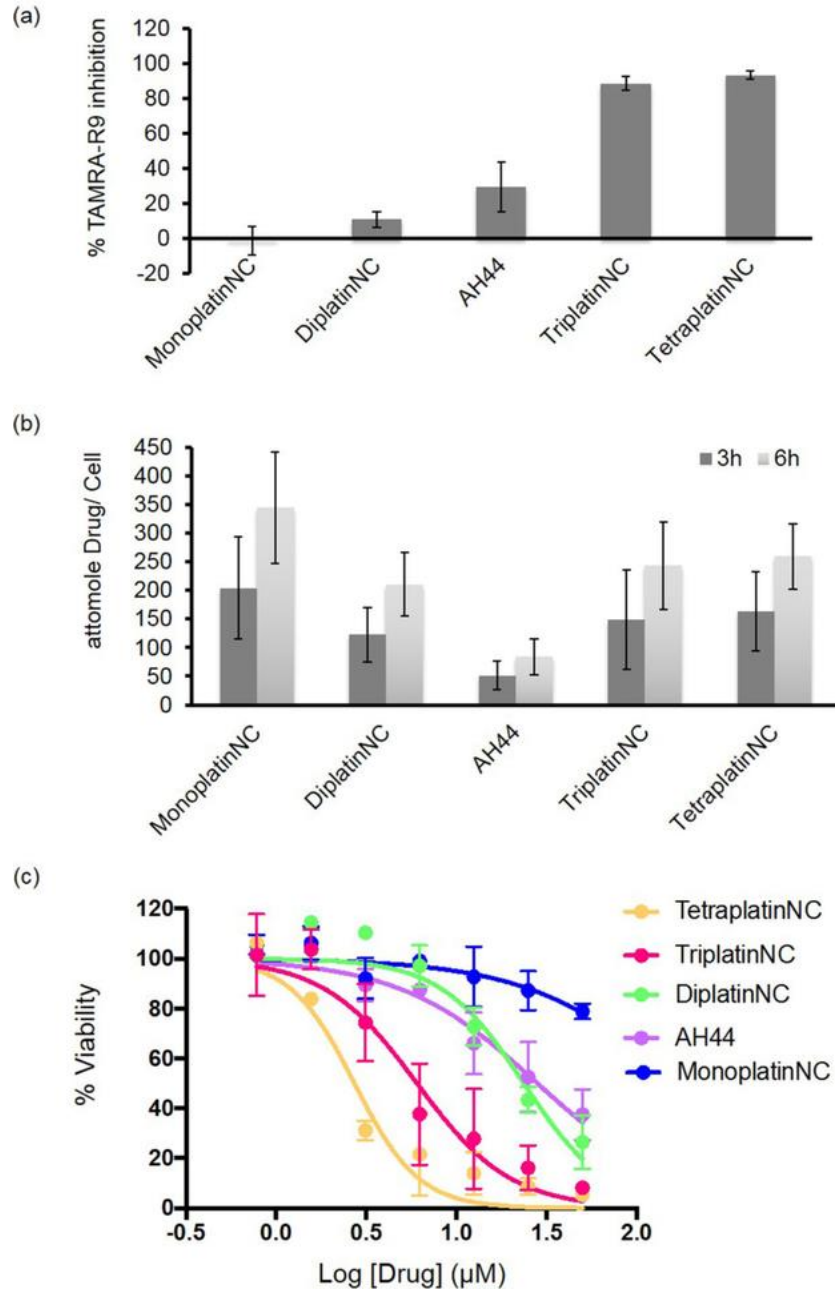 (a)
% TAMRA-R9 inhibition
120
100
80
60
40
20
0
-20
MonoplatinNC
DiplatinNC
AH44
TriplatinNC
TetraplatinNC
(b)
attomole Drug/ Cell
450
400
350
300
250
200
150
100
50
0
3h
6h
MonoplatinNC
DiplatinNC
AH44
TriplatinNC
TetraplatinNC
(c)
% Viability
120
100
80
60
40
20
0
-0.5
0.0
0.5
1.0
1.5
2.0
Log [Drug] (µM)
TetraplatinNC
TriplatinNC
DiplatinNC
AH44
MonoplatinNC